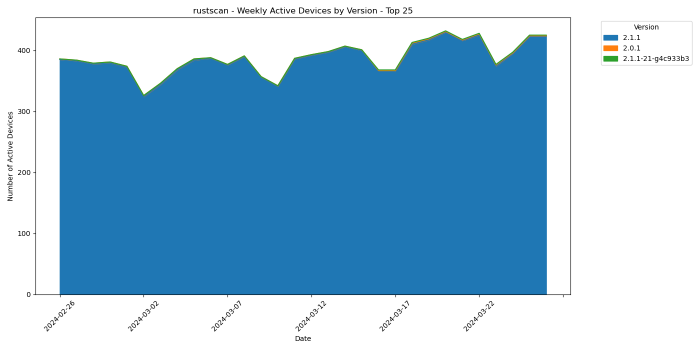 rustscan - Weekly Active Devices by Version - Top 25
Number of Active Devices
400
300
200
100
0
2024-02-26
2024-03-02
2024-03-07
2024-03-12
2024-03-17
2024-03-22
Date
Version
2.1.1
2.0.1
2.1.1-21-g4c933b3